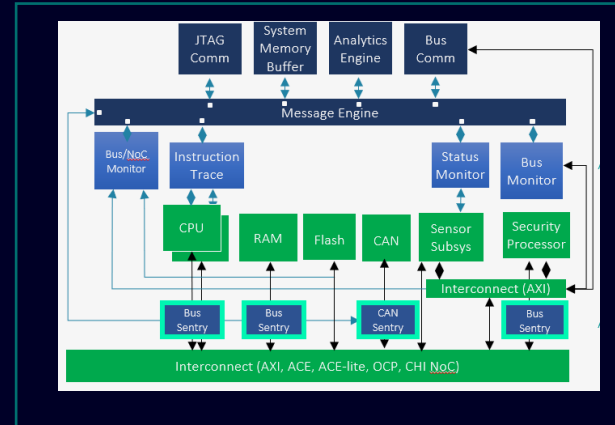 JTAG
Comm
System
Memory
Buffer
Analytics
Engine
Bus
Comm
Message Engine
Bus/NoC
Monitor
Instruction
Trace
Status
Monitor
Bus
Monitor
CPU
RAM
Flash
CAN
Sensor
Subsys
Security
Processor
Interconnect (AXI)
Bus
Sentry
Bus
Sentry
CAN
Sentry
Bus
Sentry
Interconnect (AXI, ACE, ACE-lite, OCP, CHI NoC)